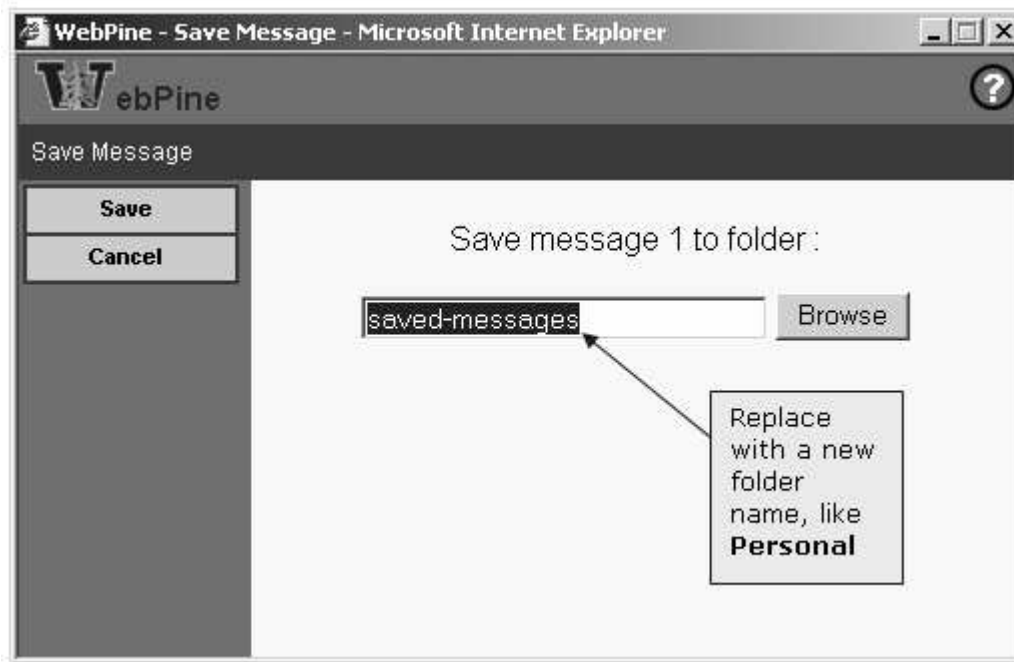 WebPine - Save Message - Microsoft Internet Explorer
WebPine
?
Save Message
Save
Cancel
Save message 1 to folder :
saved-messages
Browse
Replace
with a new
folder
name, like
Personal